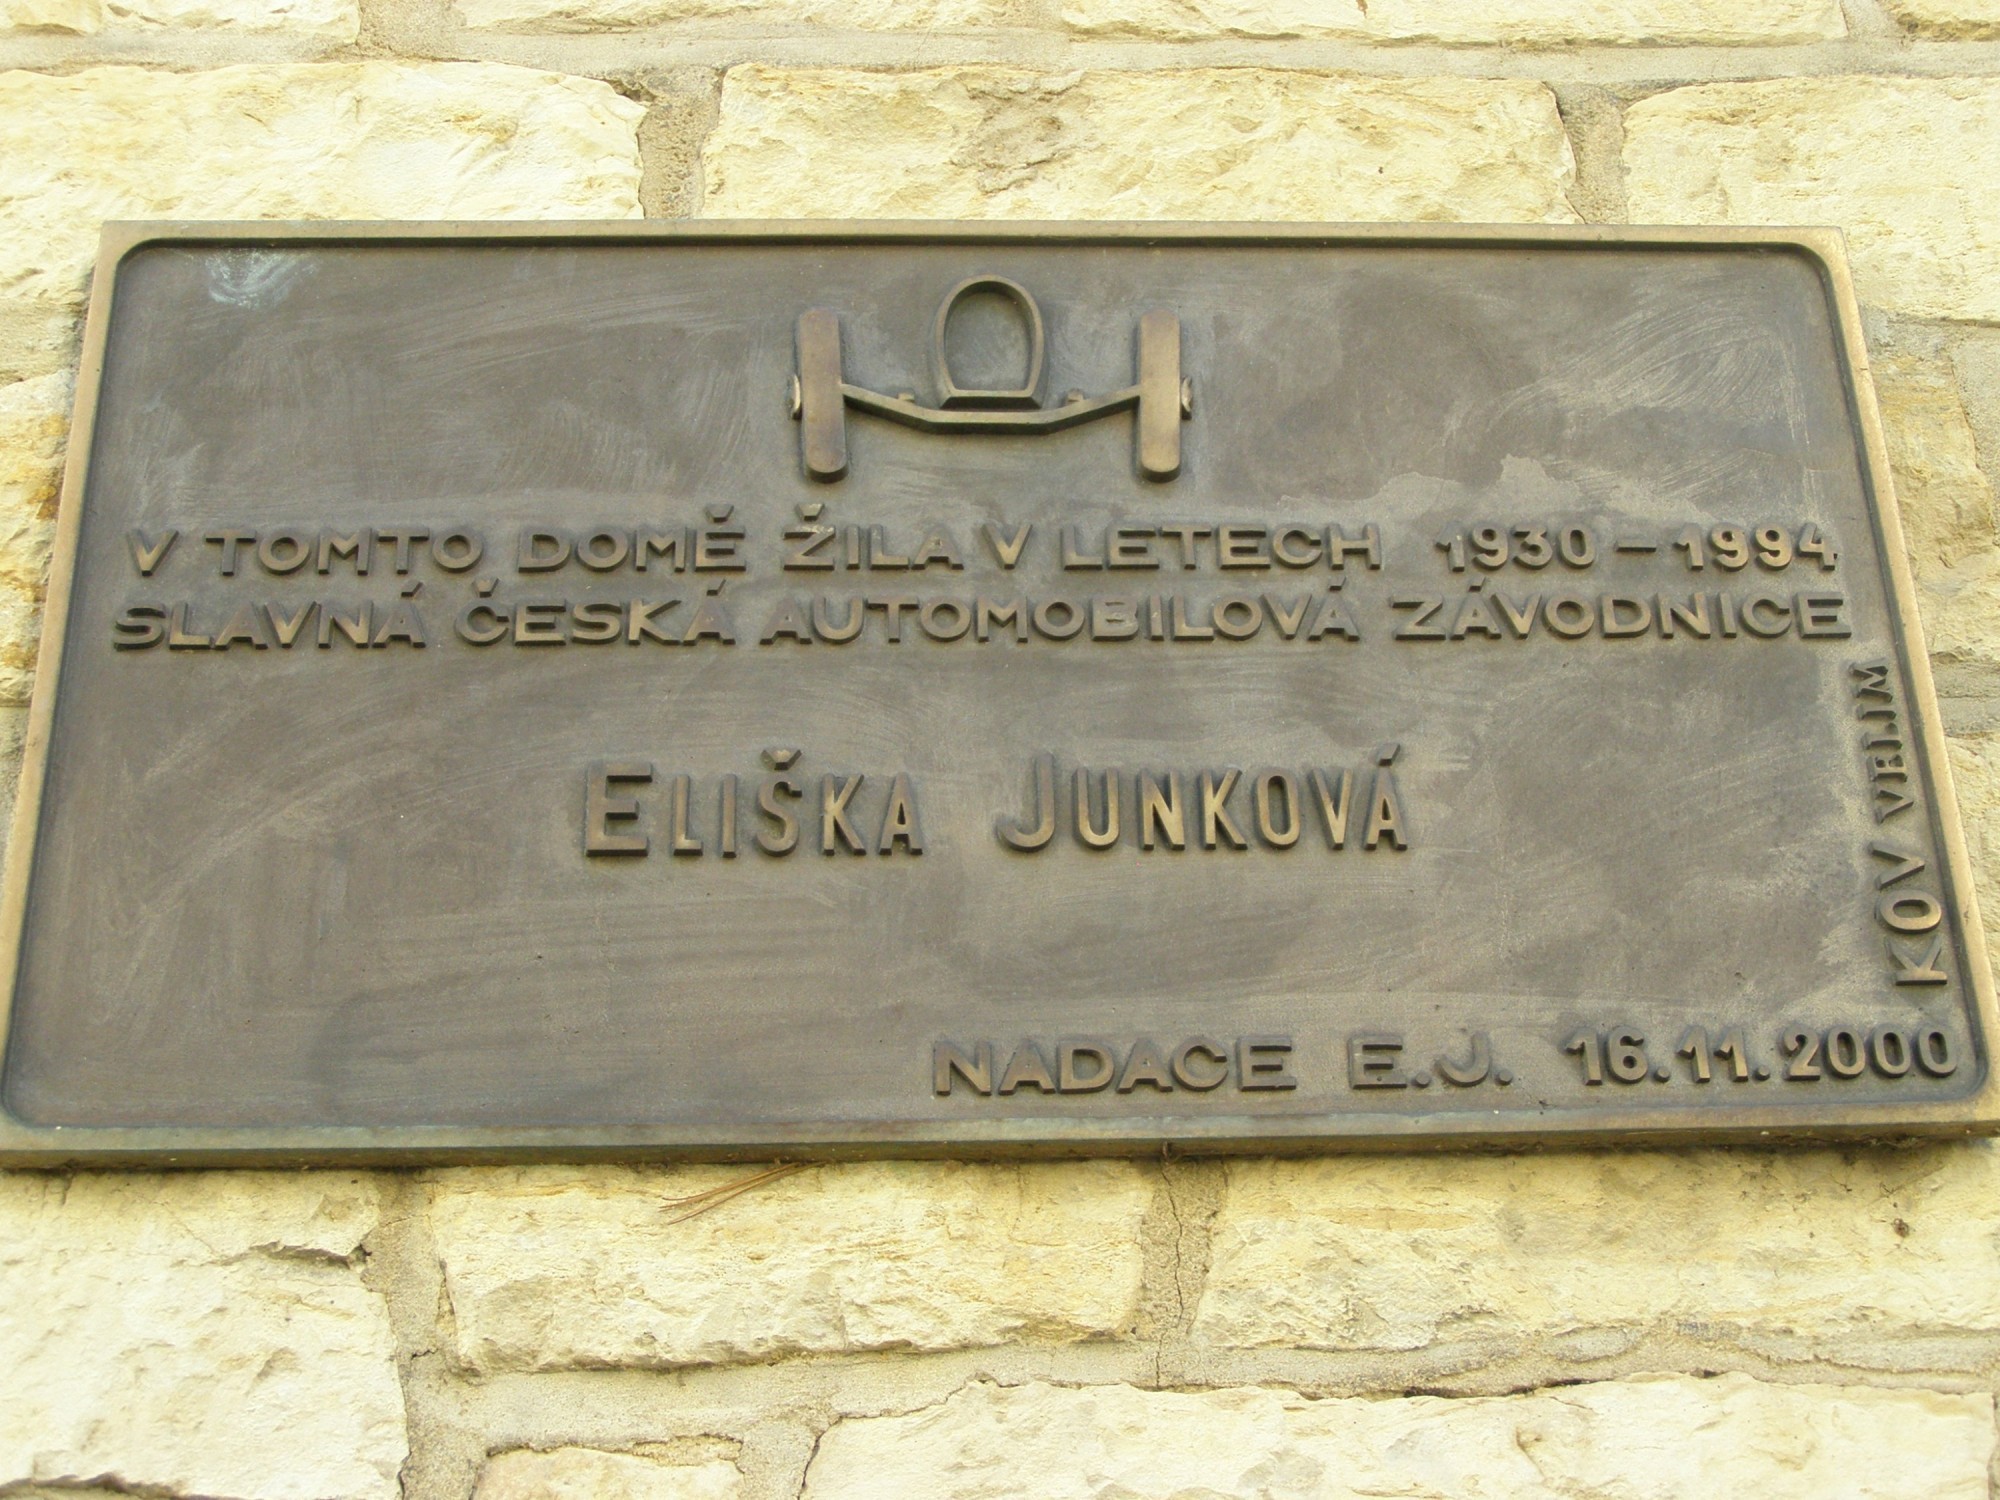 V TOMTO DOMĚ ŽILA V LETECH 1930 – 1994
SLAVNÁ ČESKÁ AUTOMOBILOVÁ ZÁVODNICE
ELIŠKA JUNKOVÁ
KOV VELIM
NADACE E.J. 16.11.2000